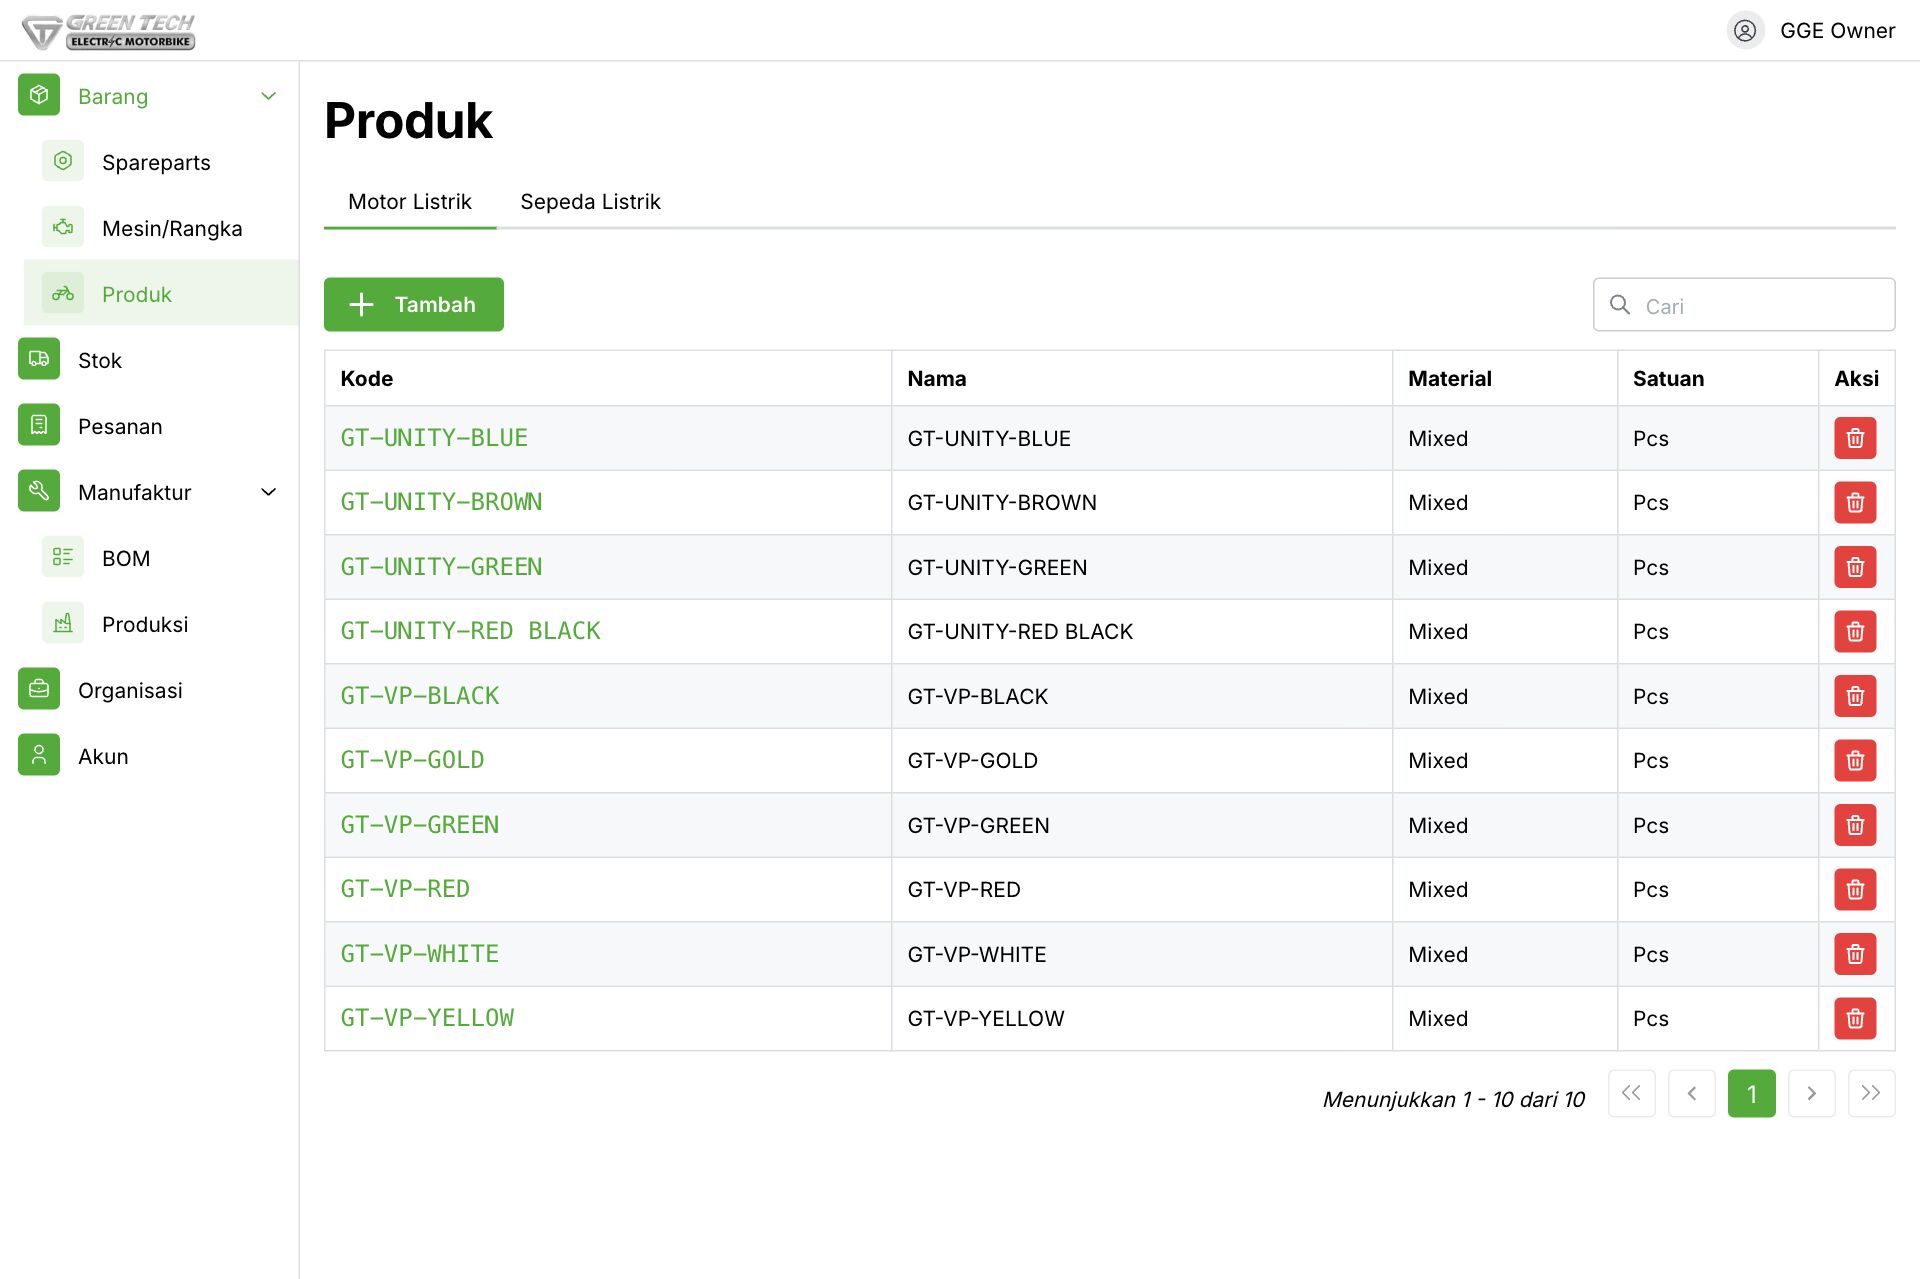 GREEN TECH
ELECTRIC MOTORBIKE
GGE Owner
Barang
Spareparts
Mesin/Rangka
Produk
Stok
Pesanan
Manufaktur
BOM
Produksi
Organisasi
Akun
Produk
Motor Listrik Sepeda Listrik
Tambah
Cari
Kode Nama Material Satuan Aksi
GT-UNITY-BLUE GT-UNITY-BLUE Mixed Pcs
GT-UNITY-BROWN GT-UNITY-BROWN Mixed Pcs
GT-UNITY-GREEN GT-UNITY-GREEN Mixed Pcs
GT-UNITY-RED BLACK GT-UNITY-RED BLACK Mixed Pcs
GT-VP-BLACK GT-VP-BLACK Mixed Pcs
GT-VP-GOLD GT-VP-GOLD Mixed Pcs
GT-VP-GREEN GT-VP-GREEN Mixed Pcs
GT-VP-RED GT-VP-RED Mixed Pcs
GT-VP-WHITE GT-VP-WHITE Mixed Pcs
GT-VP-YELLOW GT-VP-YELLOW Mixed Pcs
Menunjukkan 1 - 10 dari 10 1